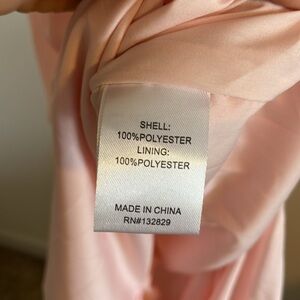 SHELL:
100%POLYESTER
LINING:
100%POLYESTER
MADE IN CHINA
RN#132829